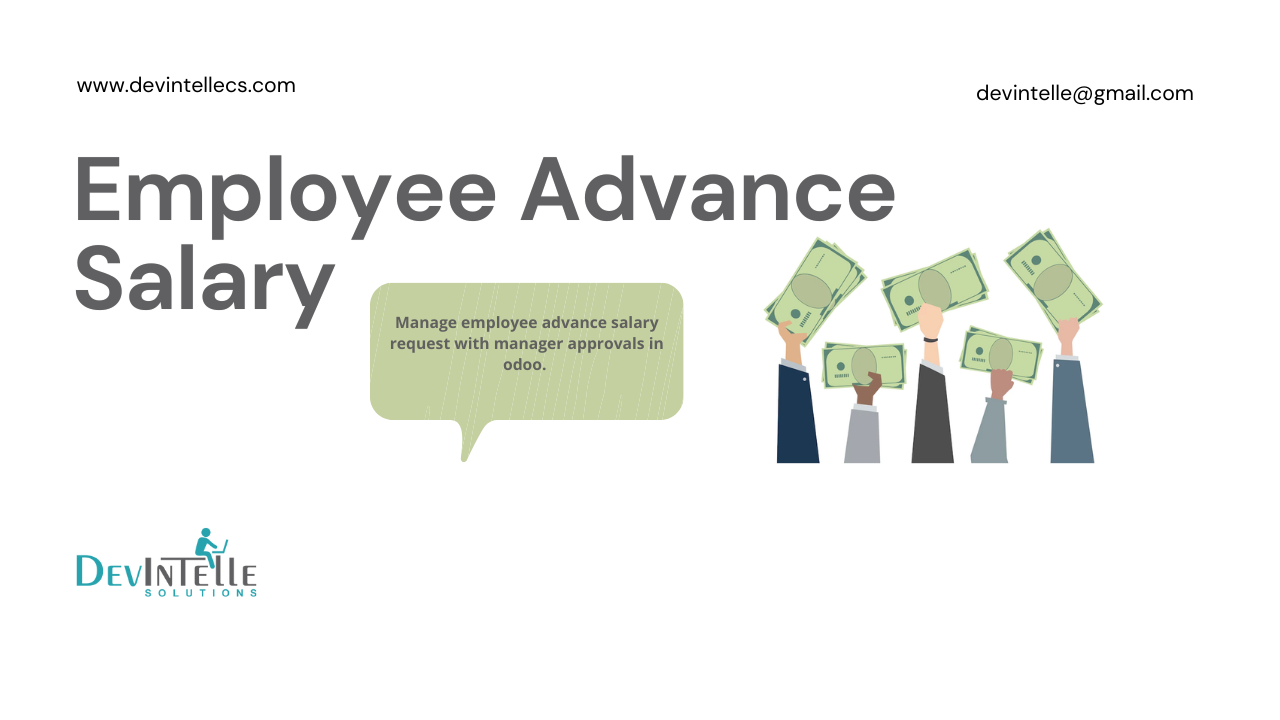 www.devintellecs.com
devintelle@gmail.com
Employee Advance
Salary
Manage employee advance salary
request with manager approvals in
odoo.
DevIntelle
SOLUTIONS